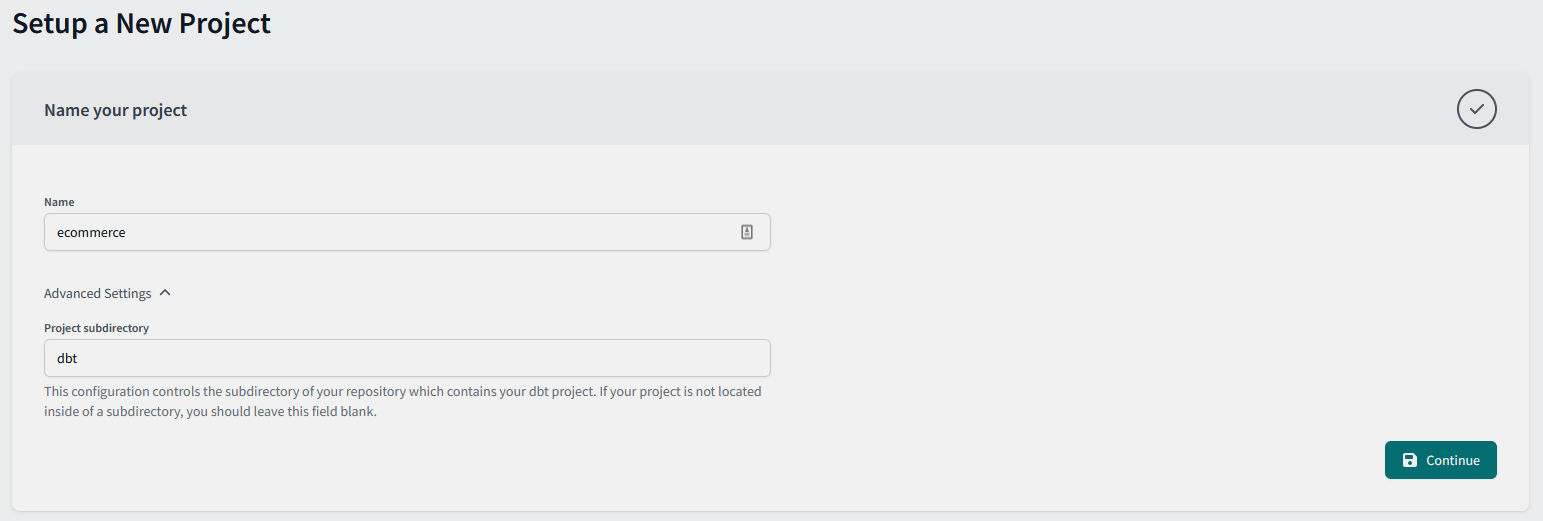 Setup a New Project
Name your project
Name
ecommerce
Advanced Settings
Project subdirectory
dbt
This configuration controls the subdirectory of your repository which contains your dbt project. If your project is not located
inside of a subdirectory, you should leave this field blank.
Continue